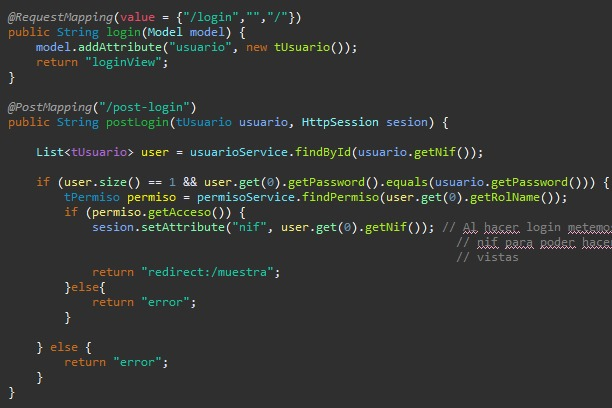 @RequestMapping(value = {"/login","","/"})
public String login(Model model) {
    model.addAttribute("usuario", new tUsuario());
    return "loginView";
}

@PostMapping("/post-login")
public String postLogin(tUsuario usuario, HttpSession sesion) {

    List<tUsuario> user = usuarioService.findById(usuario.getNif());

    if (user.size() == 1 && user.get(0).getPassword().equals(usuario.getPassword())) {
        tPermiso permiso = permisoService.findPermiso(user.get(0).getRolName());
        if (permiso.getAcceso()) {
            sesion.setAttribute("nif", user.get(0).getNif()); // Al hacer login metemos
                                                              // nif para poder hacer
                                                              // vistas
            return "redirect:/muestra";
        }else{
            return "error";
        }

    } else {
        return "error";
    }
}